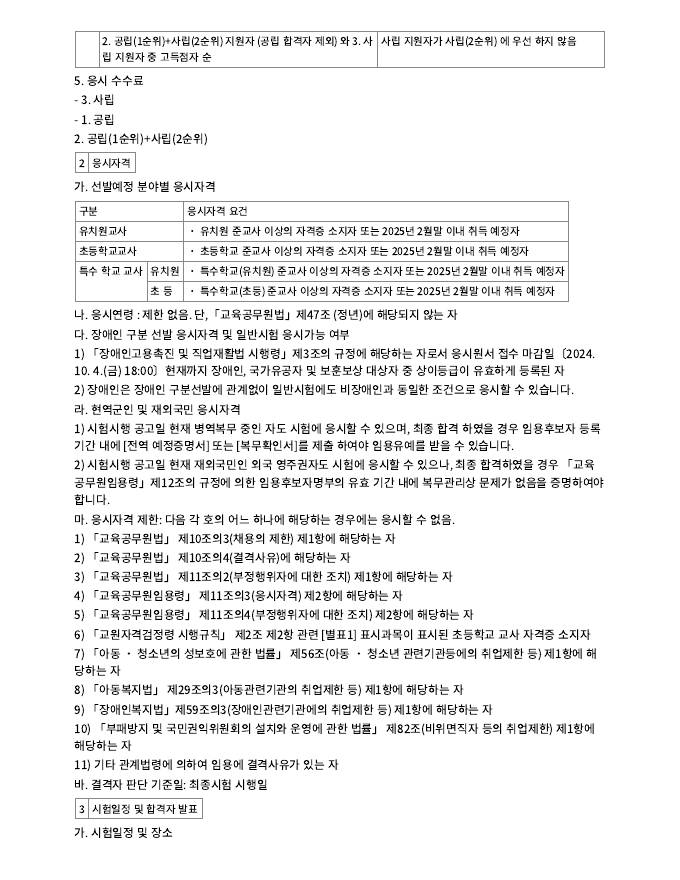 2. 공립(1순위)+사립(2순위) 지원자 (공립 합격자 제외) 와 3. 사
립 지원자 중 고득점자 순
사립 지원자가 사립(2순위) 에 우선 하지 않음
5. 응시 수수료
- 3. 사립
- 1. 공립
2. 공립(1순위)+사립(2순위)
2 응시자격
가. 선발예정 분야별 응시자격
구분 응시자격 요건
유치원교사 · 유치원 준교사 이상의 자격증 소지자 또는 2025년 2월말 이내 취득 예정자
초등학교교사 · 초등학교 준교사 이상의 자격증 소지자 또는 2025년 2월말 이내 취득 예정자
특수 학교 교사 유치원 · 특수학교(유치원) 준교사 이상의 자격증 소지자 또는 2025년 2월말 이내 취득 예정자
초 등 · 특수학교(초등) 준교사 이상의 자격증 소지자 또는 2025년 2월말 이내 취득 예정자
나. 응시연령 : 제한 없음. 단,「교육공무원법」제47조 (정년)에 해당되지 않는 자
다. 장애인 구분 선발 응시자격 및 일반시험 응시가능 여부
1) 「장애인고용촉진 및 직업재활법 시행령」제3조의 규정에 해당하는 자로서 응시원서 접수 마감일〔2024.
10. 4.(금) 18:00〕현재까지 장애인, 국가유공자 및 보훈보상 대상자 중 상이등급이 유효하게 등록된 자
2) 장애인은 장애인 구분선발에 관계없이 일반시험에도 비장애인과 동일한 조건으로 응시할 수 있습니다.
라. 현역군인 및 재외국민 응시자격
1) 시험시행 공고일 현재 병역복무 중인 자도 시험에 응시할 수 있으며, 최종 합격 하였을 경우 임용후보자 등록
기간 내에 [전역 예정증명서] 또는 [복무확인서]를 제출 하여야 임용유예를 받을 수 있습니다.
2) 시험시행 공고일 현재 재외국민인 외국 영주권자도 시험에 응시할 수 있으나, 최종 합격하였을 경우 「교육
공무원임용령」제12조의 규정에 의한 임용후보자명부의 유효 기간 내에 복무관리상 문제가 없음을 증명하여야
합니다.
마. 응시자격 제한: 다음 각 호의 어느 하나에 해당하는 경우에는 응시할 수 없음.
1) 「교육공무원법」 제10조의3(채용의 제한) 제1항에 해당하는 자
2) 「교육공무원법」 제10조의4(결격사유)에 해당하는 자
3) 「교육공무원법」 제11조의2(부정행위자에 대한 조치) 제1항에 해당하는 자
4) 「교육공무원임용령」 제11조의3(응시자격) 제2항에 해당하는 자
5) 「교육공무원임용령」 제11조의4(부정행위자에 대한 조치) 제2항에 해당하는 자
6) 「교원자격검정령 시행규칙」 제2조 제2항 관련 [별표1] 표시과목이 표시된 초등학교 교사 자격증 소지자
7) 「아동 · 청소년의 성보호에 관한 법률」 제56조(아동 · 청소년 관련기관등에의 취업제한 등) 제1항에 해
당하는 자
8) 「아동복지법」 제29조의3(아동관련기관의 취업제한 등) 제1항에 해당하는 자
9) 「장애인복지법」제59조의3(장애인관련기관에의 취업제한 등) 제1항에 해당하는 자
10) 「부패방지 및 국민권익위원회의 설치와 운영에 관한 법률」 제82조(비위면직자 등의 취업제한) 제1항에
해당하는 자
11) 기타 관계법령에 의하여 임용에 결격사유가 있는 자
바. 결격자 판단 기준일: 최종시험 시행일
3 시험일정 및 합격자 발표
가. 시험일정 및 장소